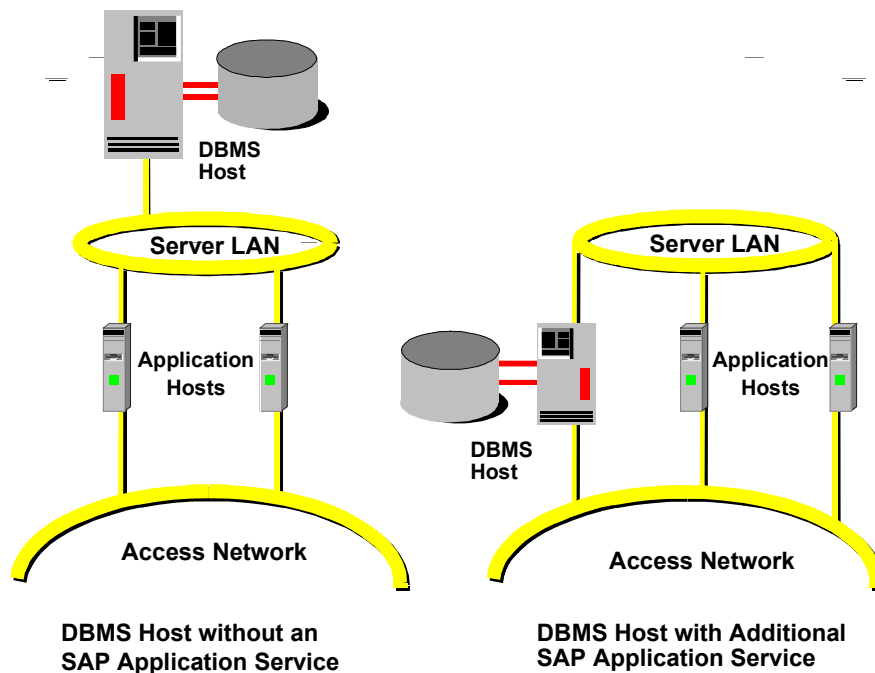 DBMS
Host
Server LAN
Application
Hosts
Access Network
DBMS Host without an
SAP Application Service
Server LAN
Application
Hosts
DBMS
Host
Access Network
DBMS Host with Additional
SAP Application Service